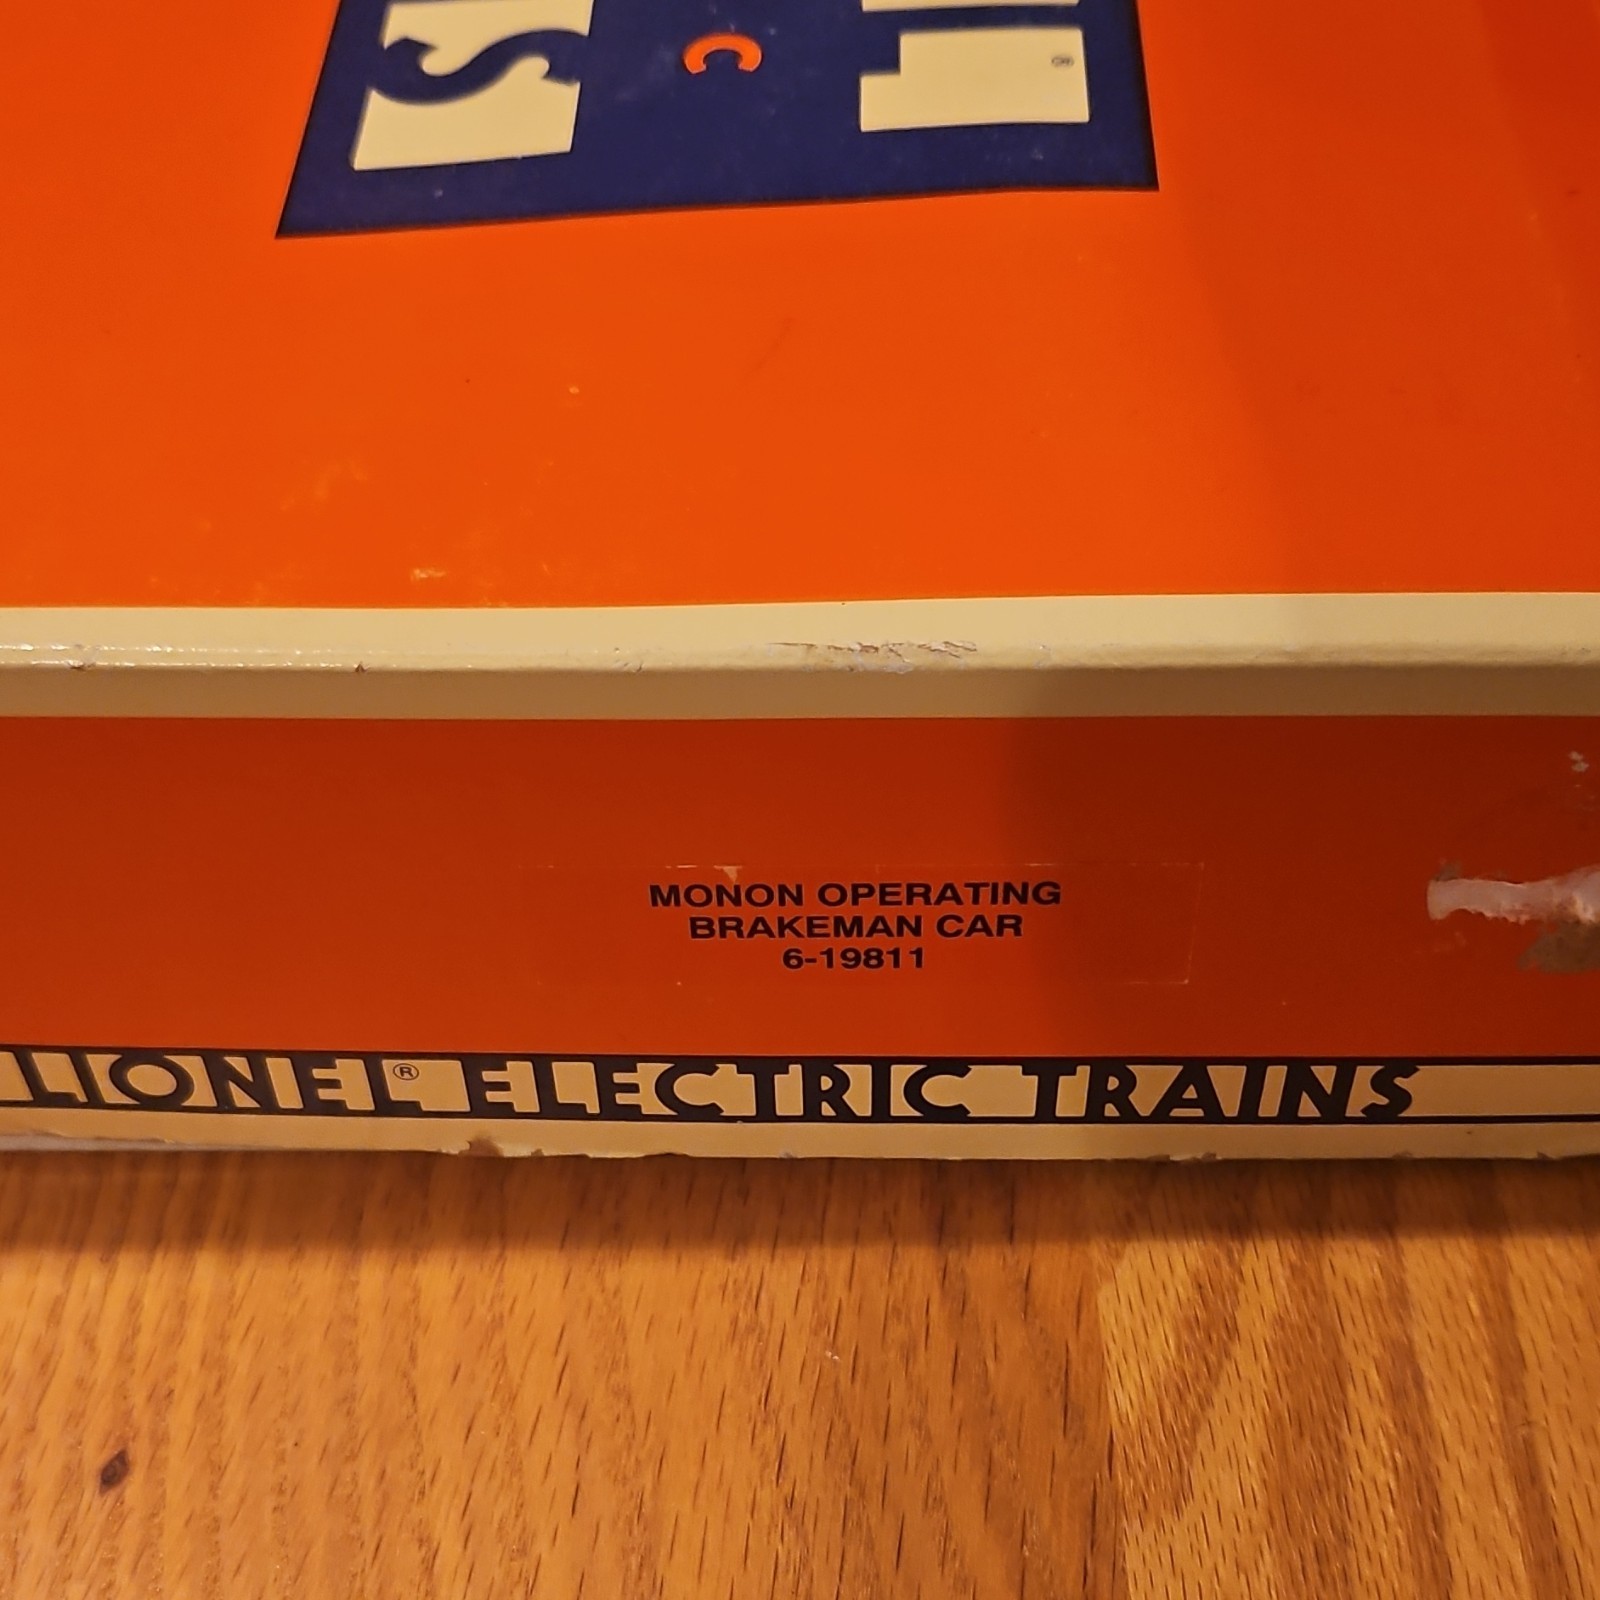 MONON OPERATING
BRAKEMAN CAR
6-19811
LIONEL® ELECTRIC TRAINS